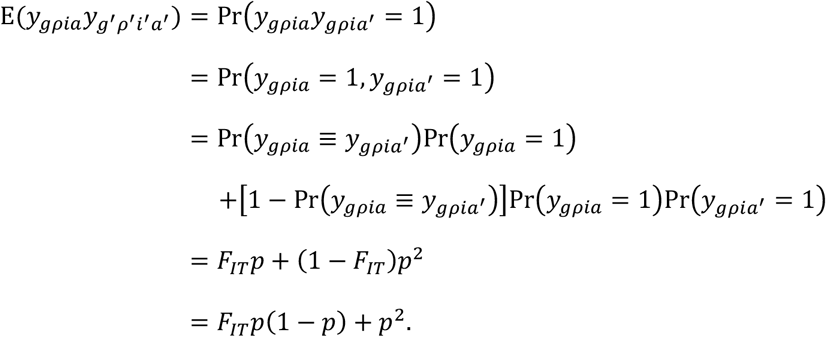 E(y_{gρia}y_{g′ρ′i′a′}) = Pr(y_{gρia}y_{gρia′} = 1)
= Pr(y_{gρia} = 1, y_{gρia′} = 1)
= Pr(y_{gρia} ≡ y_{gρia′})Pr(y_{gρia} = 1)
+[1 − Pr(y_{gρia} ≡ y_{gρia′})]Pr(y_{gρia} = 1)Pr(y_{gρia′} = 1)
= F_{IT}p + (1 − F_{IT})p²
= F_{IT}p(1 − p) + p².